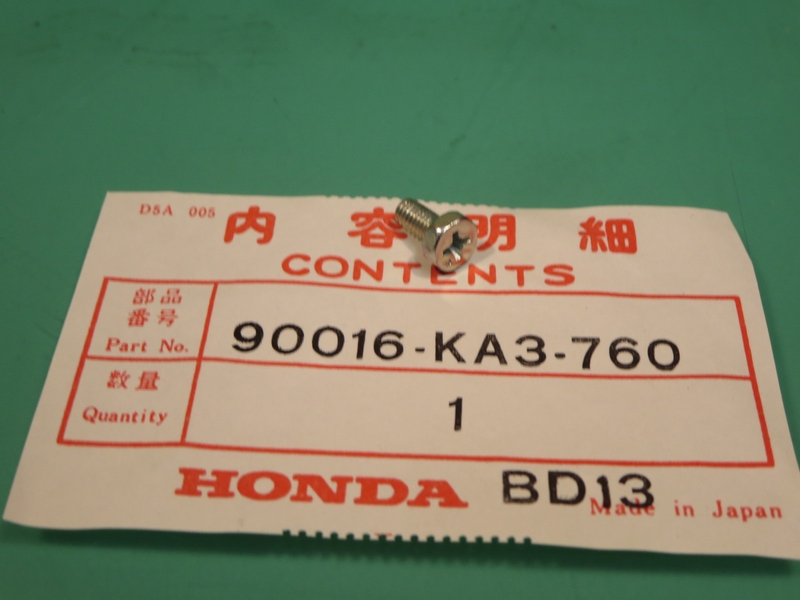 D5A 005
内容明細
CONTENTS
部品
番号
Part No.
90016-KA3-760
数量
Quantity
1
HONDA BD13
Made in Japan